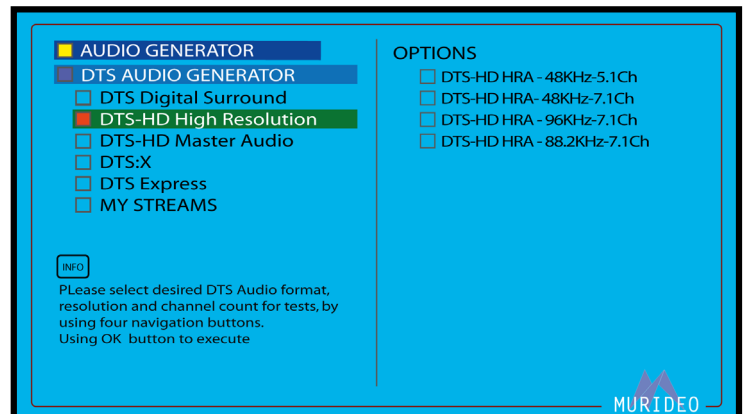 AUDIO GENERATOR
DTS AUDIO GENERATOR
DTS Digital Surround
DTS-HD High Resolution
DTS-HD Master Audio
DTS:X
DTS Express
MY STREAMS
INFO
PLease select desired DTS Audio format,
resolution and channel count for tests, by
using four navigation buttons.
Using OK button to execute
OPTIONS
DTS-HD HRA - 48KHz-5.1Ch
DTS-HD HRA- 48KHz-7.1Ch
DTS-HD HRA - 96KHz-7.1Ch
DTS-HD HRA - 88.2KHz-7.1Ch
MURIDEO